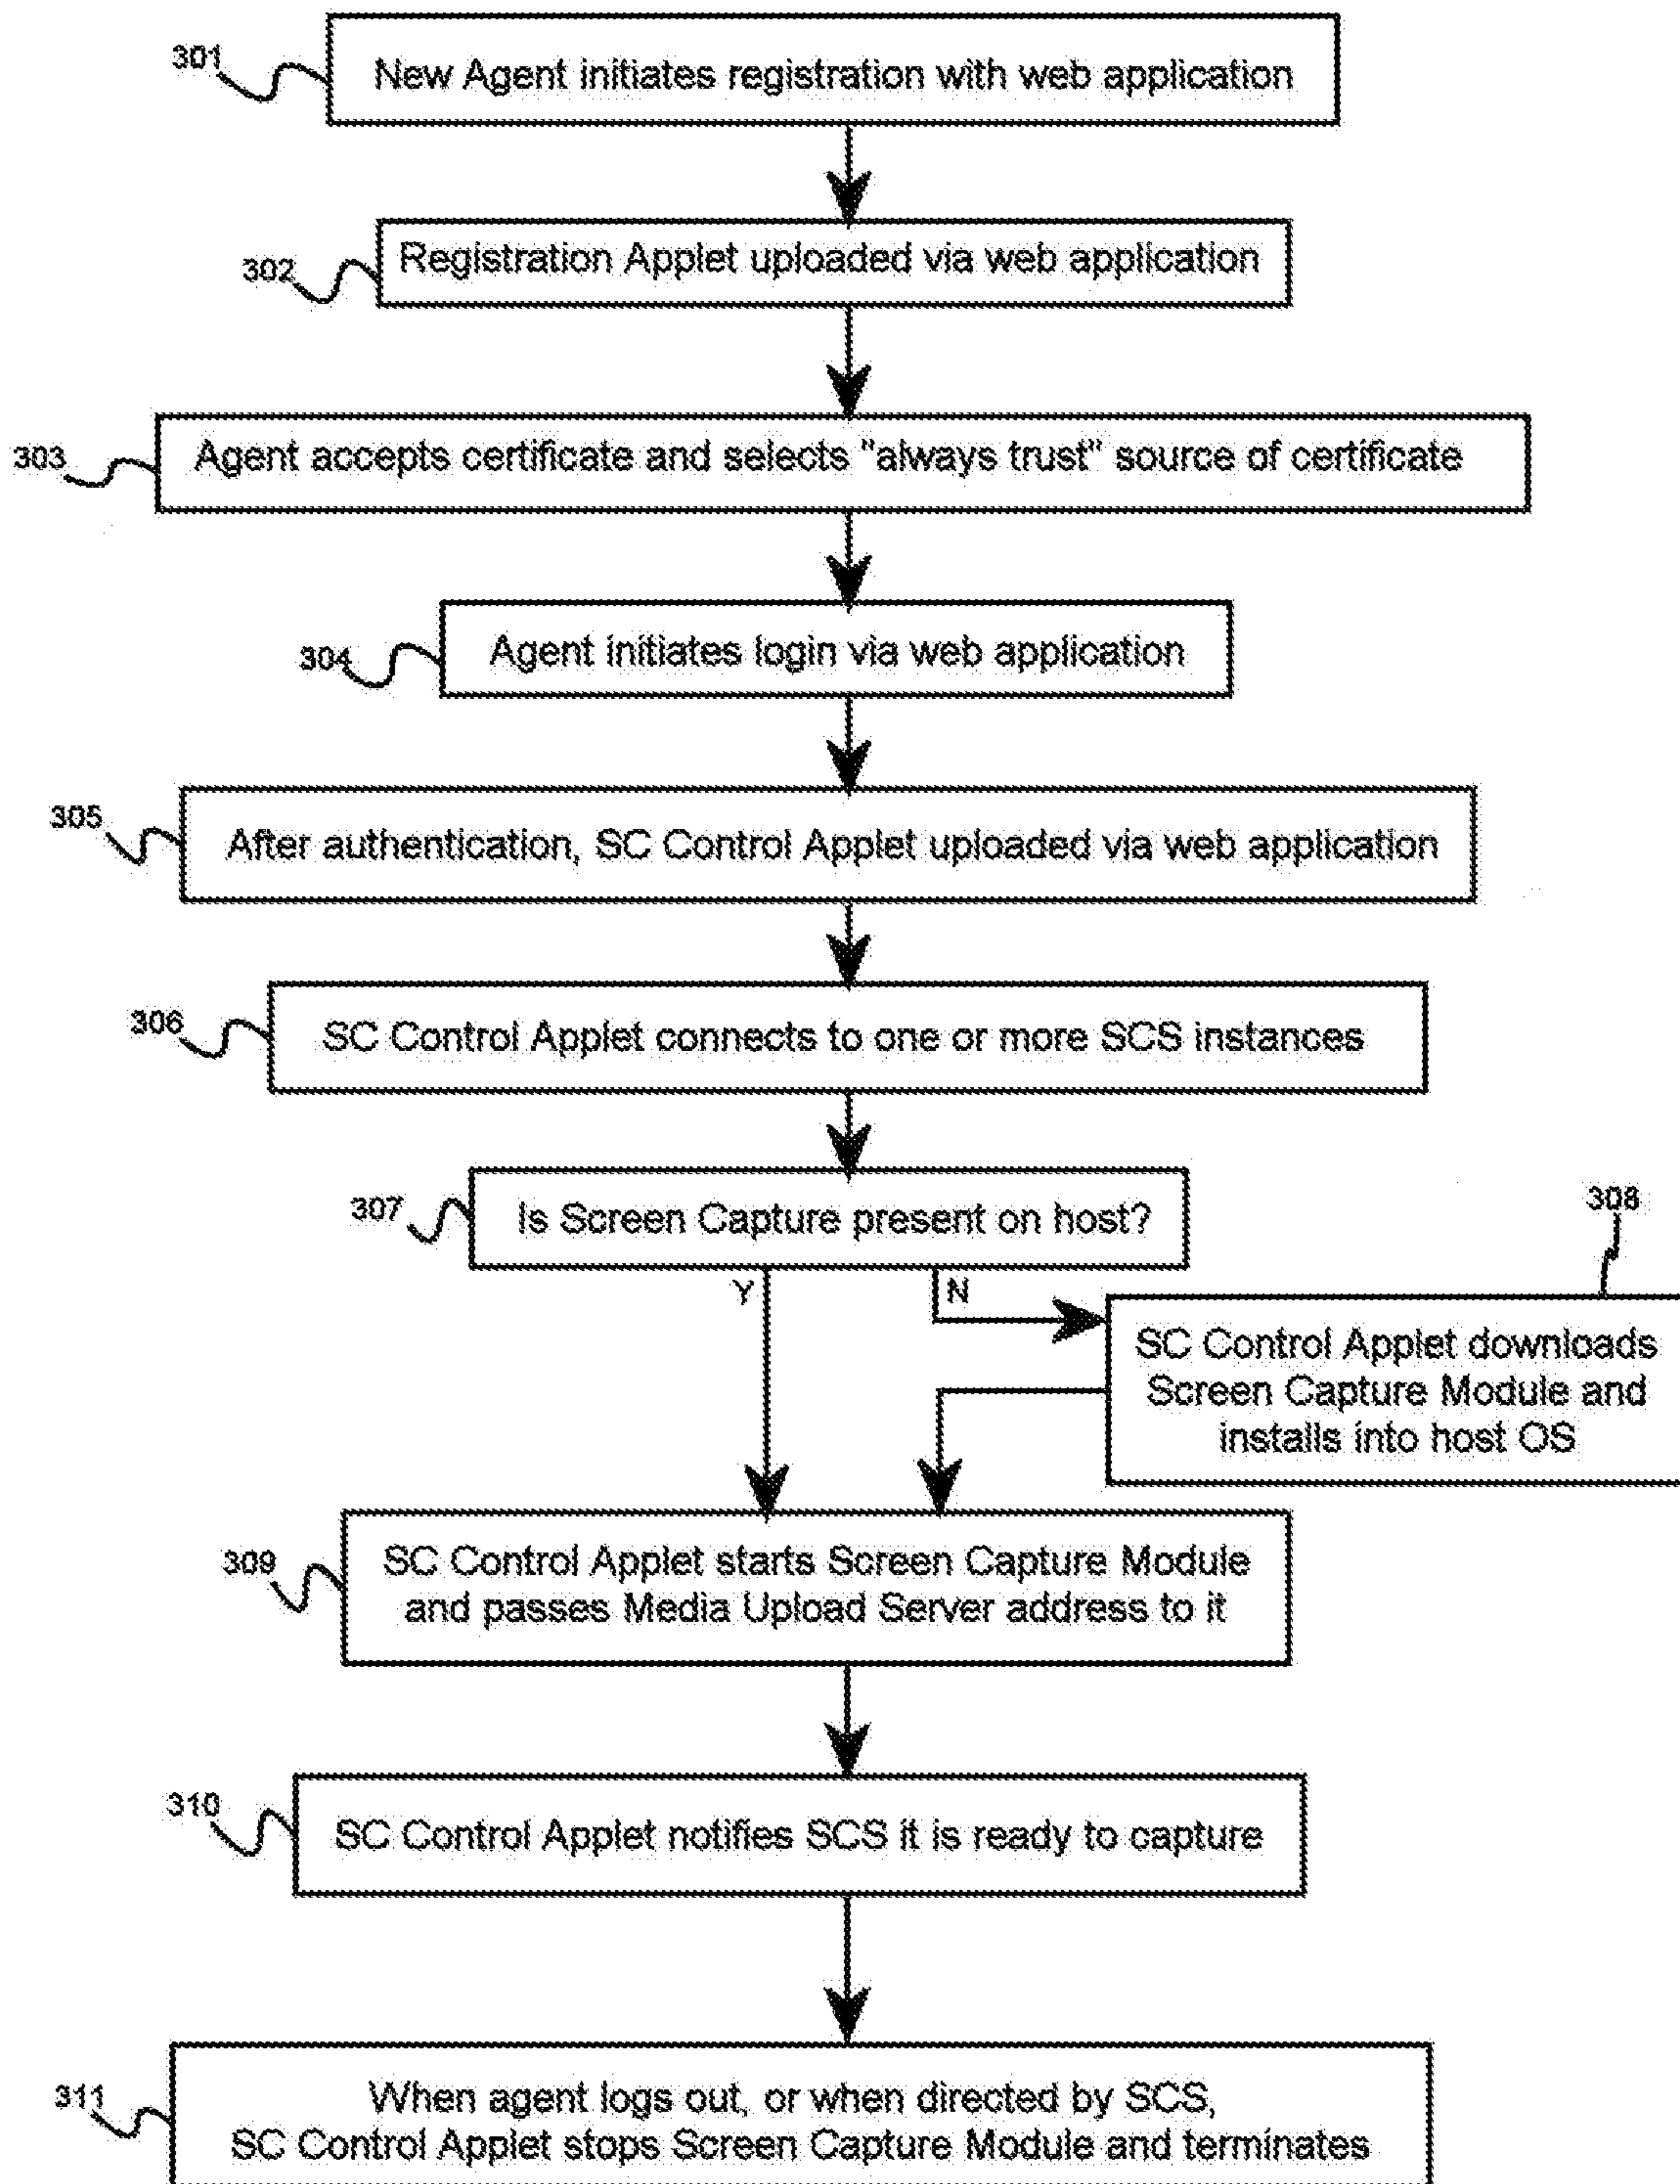 301
New Agent initiates registration with web application
302
Registration Applet uploaded via web application
303
Agent accepts certificate and selects "always trust" source of certificate
304
Agent initiates login via web application
305
After authentication, SC Control Applet uploaded via web application
306
SC Control Applet connects to one or more SCS instances
307
Is Screen Capture present on host?
308
Y
N
SC Control Applet downloads
Screen Capture Module and
installs into host OS
309
SC Control Applet starts Screen Capture Module
and passes Media Upload Server address to it
310
SC Control Applet notifies SCS it is ready to capture
311
When agent logs out, or when directed by SCS,
SC Control Applet stops Screen Capture Module and terminates